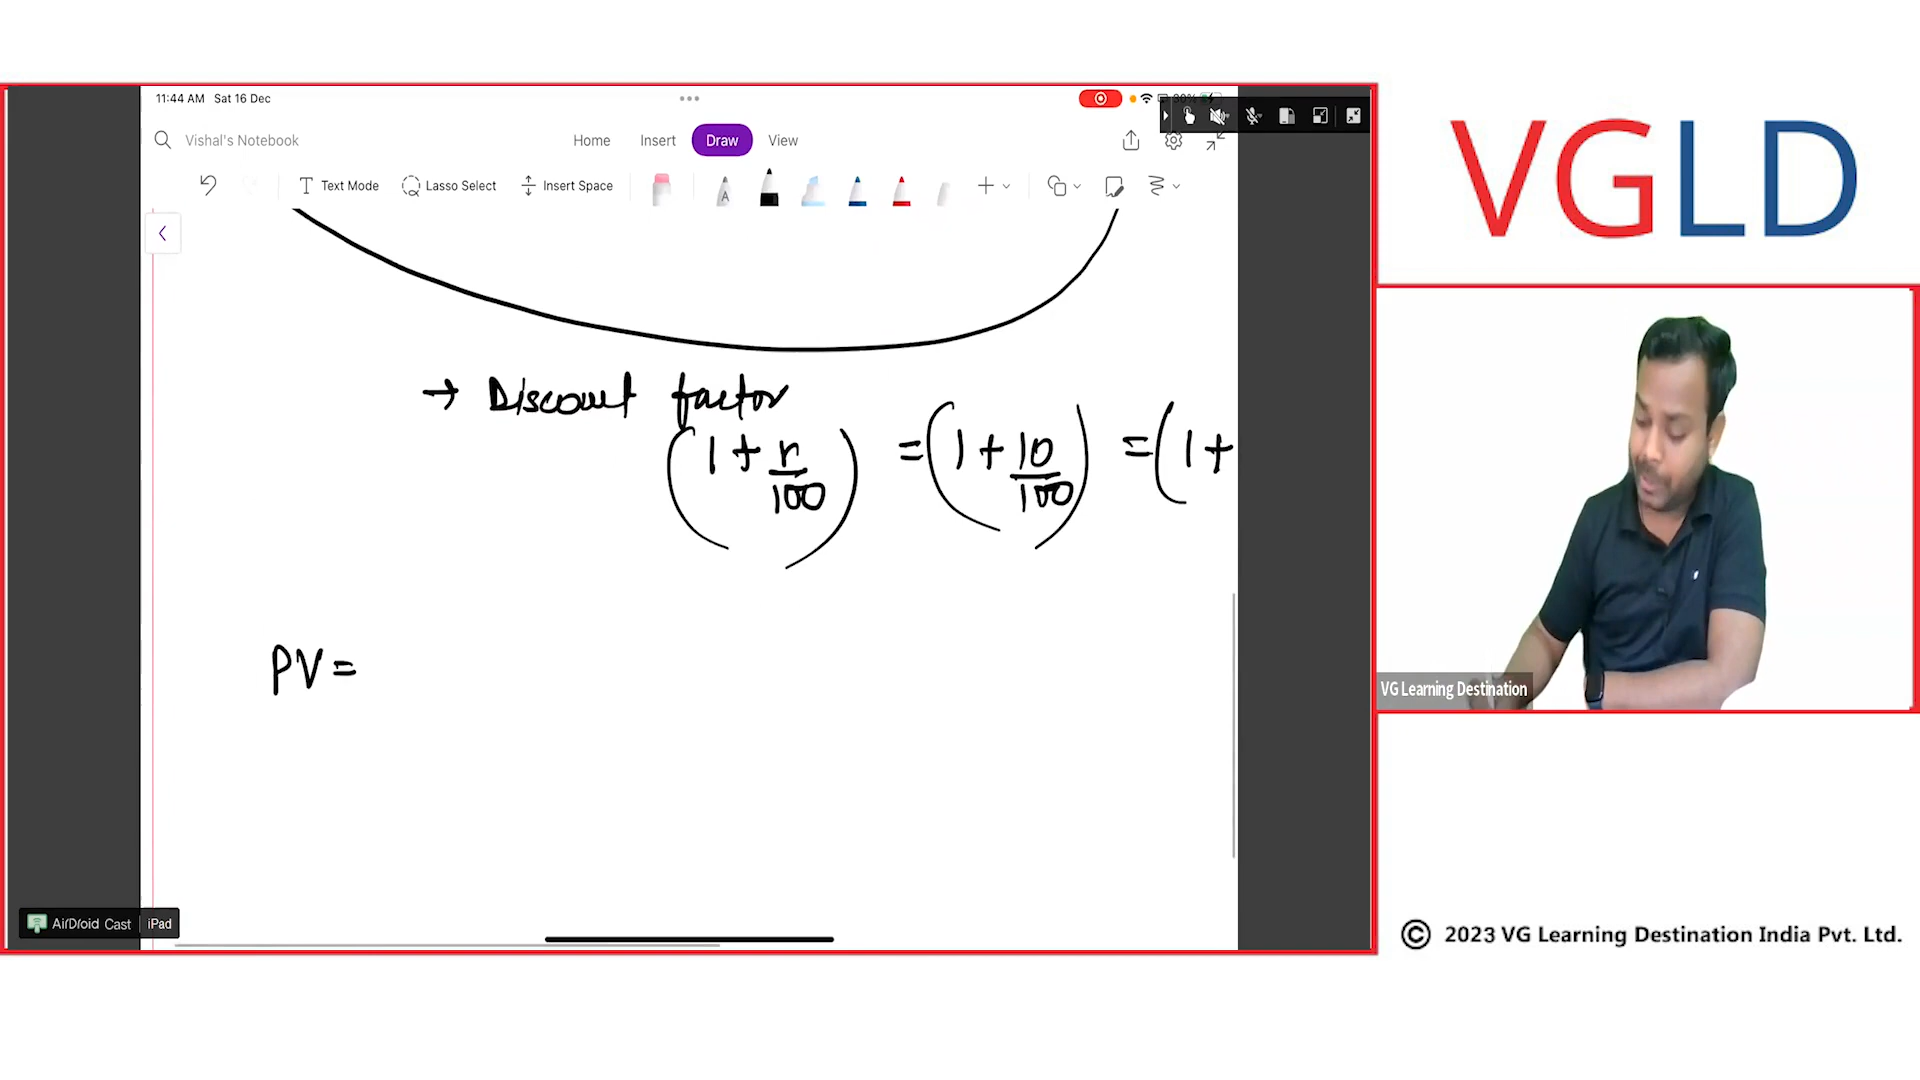 11:44 AM Sat 16 Dec
30%
Vishal's Notebook
Home Insert Draw View
Text Mode Lasso Select Insert Space
A
→ Discount factor
(1 + r/100) = (1 + 10/100) = (1 +
PV =
VGLD
VG Learning Destination
AirDroid Cast iPad
© 2023 VG Learning Destination India Pvt. Ltd.